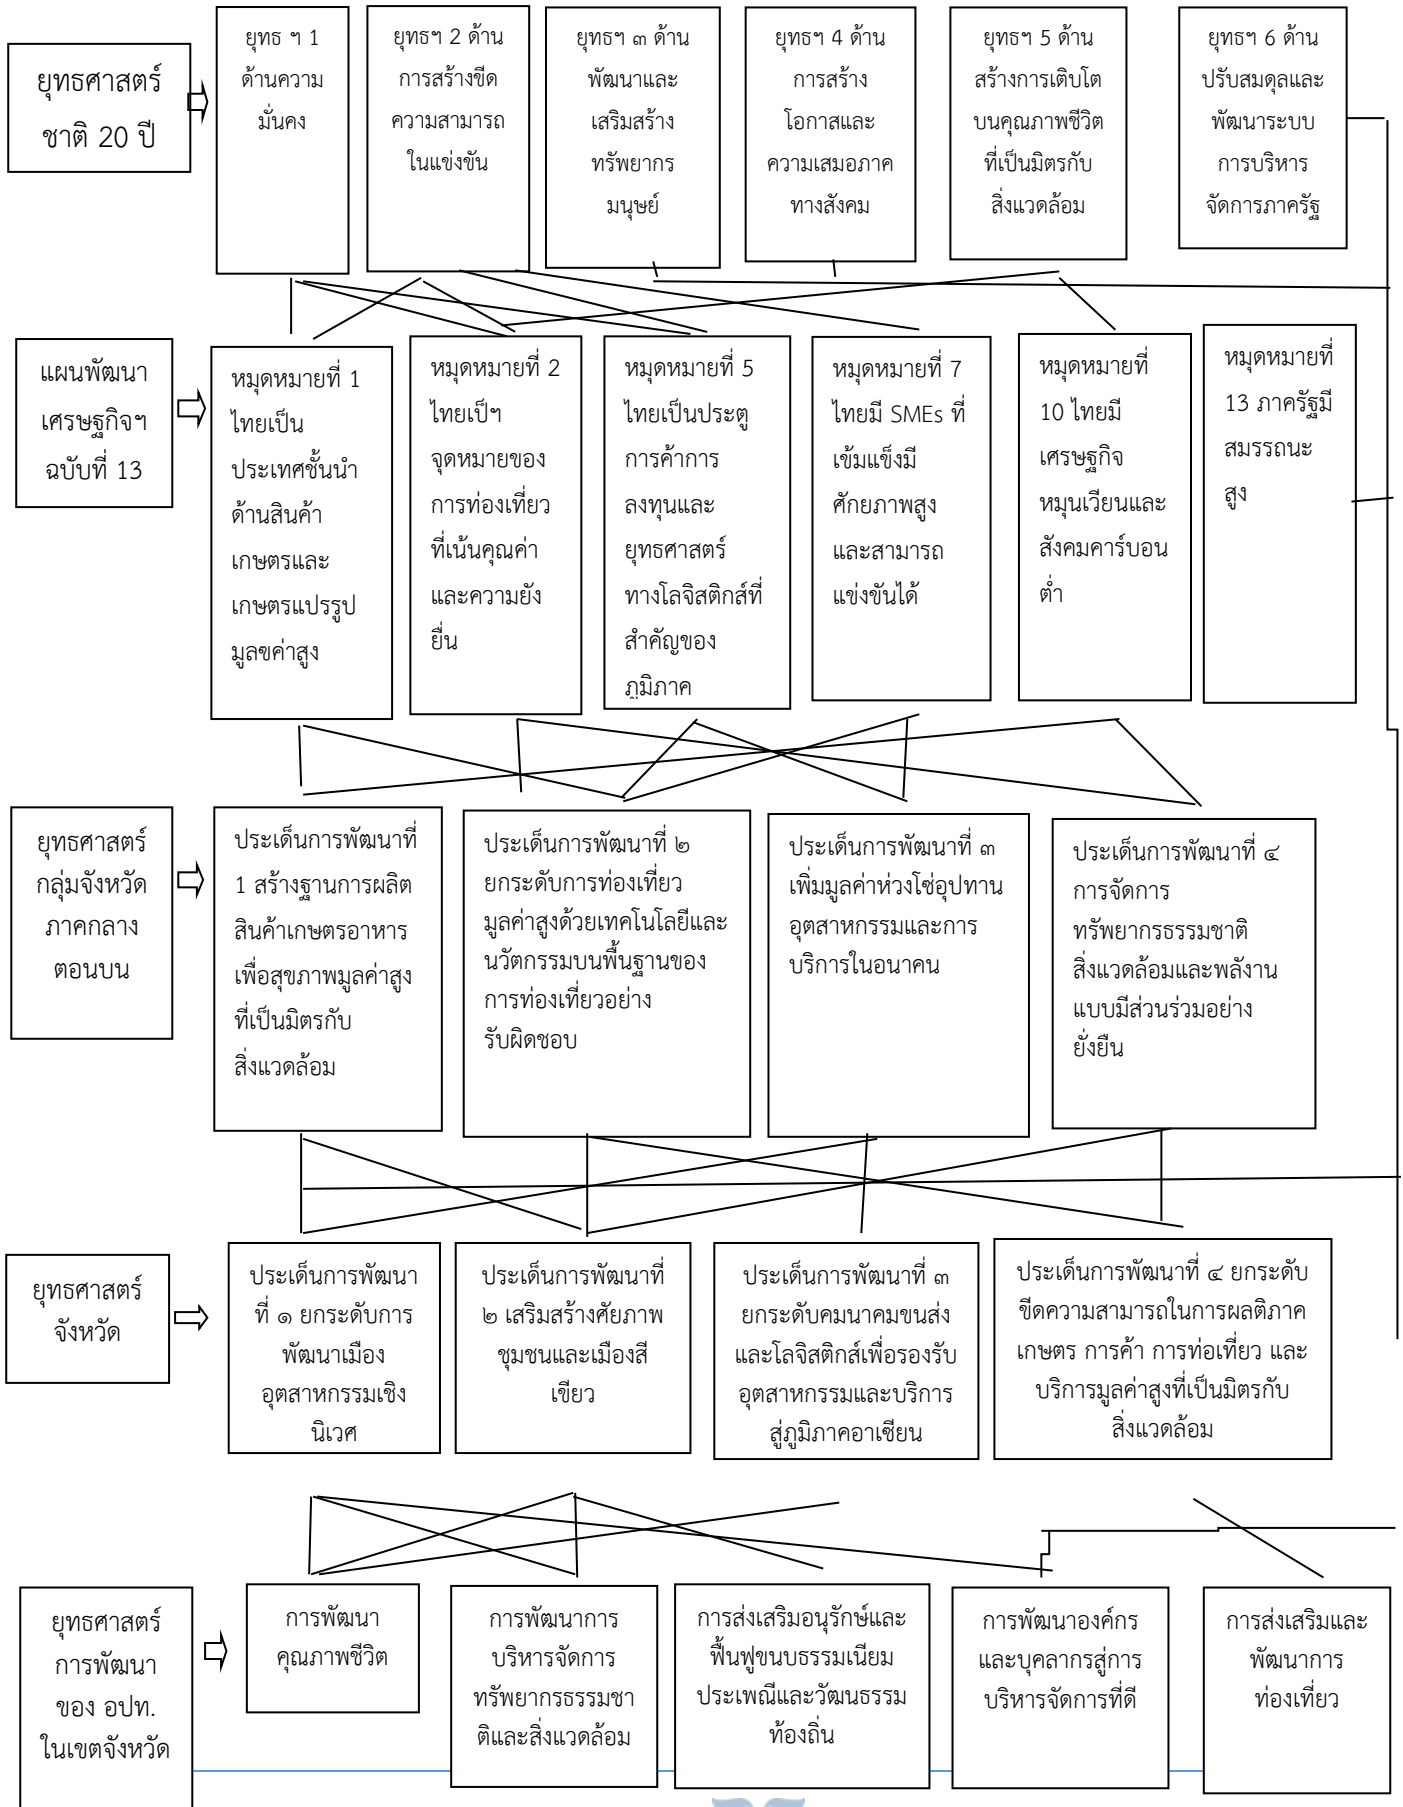 ยุทธศาสตร์
ชาติ 20 ปี
ยุทธ ฯ 1
ด้านความ
มั่นคง
ยุทธฯ 2 ด้าน
การสร้างขีด
ความสามารถ
ในแข่งขัน
ยุทธฯ ๓ ด้าน
พัฒนาและ
เสริมสร้าง
ทรัพยากร
มนุษย์
ยุทธฯ 4 ด้าน
การสร้าง
โอกาสและ
ความเสมอภาค
ทางสังคม
ยุทธฯ 5 ด้าน
สร้างการเติบโต
บนคุณภาพชีวิต
ที่เป็นมิตรกับ
สิ่งแวดล้อม
ยุทธฯ 6 ด้าน
ปรับสมดุลและ
พัฒนาระบบ
การบริหาร
จัดการภาครัฐ
แผนพัฒนา
เศรษฐกิจฯ
ฉบับที่ 13
หมุดหมายที่ 1
ไทยเป็น
ประเทศชั้นนำ
ด้านสินค้า
เกษตรและ
เกษตรแปรรูป
มูลขค่าสูง
หมุดหมายที่ 2
ไทยเป็ฯ
จุดหมายของ
การท่องเที่ยว
ที่เน้นคุณค่า
และความยัง
ยื่น
หมุดหมายที่ 5
ไทยเป็นประตู
การค้าการ
ลงทุนและ
ยุทธศาสตร์
ทางโลจิสติกส์ที่
สำคัญของ
ภูมิภาค
หมุดหมายที่ 7
ไทยมี SMEs ที่
เข้มแข็งมี
ศักยภาพสูง
และสามารถ
แข่งขันได้
หมุดหมายที่
10 ไทยมี
เศรษฐกิจ
หมุนเวียนและ
สังคมคาร์บอน
ต่ำ
หมุดหมายที่
13 ภาครัฐมี
สมรรถนะ
สูง
ยุทธศาสตร์
กลุ่มจังหวัด
ภาคกลาง
ตอนบน
ประเด็นการพัฒนาที่
1 สร้างฐานการผลิต
สินค้าเกษตรอาหาร
เพื่อสุขภาพมูลค่าสูง
ที่เป็นมิตรกับ
สิ่งแวดล้อม
ประเด็นการพัฒนาที่ ๒
ยกระดับการท่องเที่ยว
มูลค่าสูงด้วยเทคโนโลยีและ
นวัตกรรมบนพื้นฐานของ
การท่องเที่ยวอย่าง
รับผิดชอบ
ประเด็นการพัฒนาที่ ๓
เพิ่มมูลค่าห่วงโซ่อุปทาน
อุตสาหกรรมและการ
บริการในอนาคน
ประเด็นการพัฒนาที่ ๔
การจัดการ
ทรัพยากรธรรมชาติ
สิ่งแวดล้อมและพลังาน
แบบมีส่วนร่วมอย่าง
ยั่งยืน
ยุทธศาสตร์
จังหวัด
ประเด็นการพัฒนา
ที่ ๑ ยกระดับการ
พัฒนาเมือง
อุตสาหกรรมเชิง
นิเวศ
ประเด็นการพัฒนาที่
๒ เสริมสร้างศัยภาพ
ชุมชนและเมืองสี
เขียว
ประเด็นการพัฒนาที่ ๓
ยกระดับคมนาคมขนส่ง
และโลจิสติกส์เพื่อรองรับ
อุตสาหกรรมและบริการ
สู่ภูมิภาคอาเซียน
ประเด็นการพัฒนาที่ ๔ ยกระดับ
ขีดความสามารถในการผลติภาค
เกษตร การค้า การท่อเที่ยว และ
บริการมูลค่าสูงที่เป็นมิตรกับ
สิ่งแวดล้อม
ยุทธศาสตร์
การพัฒนา
ของ อปท.
ในเขตจังหวัด
การพัฒนา
คุณภาพชีวิต
การพัฒนาการ
บริหารจัดการ
ทรัพยากรธรรมชา
ติและสิ่งแวดล้อม
การส่งเสริมอนุรักษ์และ
ฟื้นฟูขนบธรรมเนียม
ประเพณีและวัฒนธรรม
ท้องถิ่น
การพัฒนาองค์กร
และบุคลากรสู่การ
บริหารจัดการที่ดี
การส่งเสริมและ
พัฒนาการ
ท่องเที่ยว